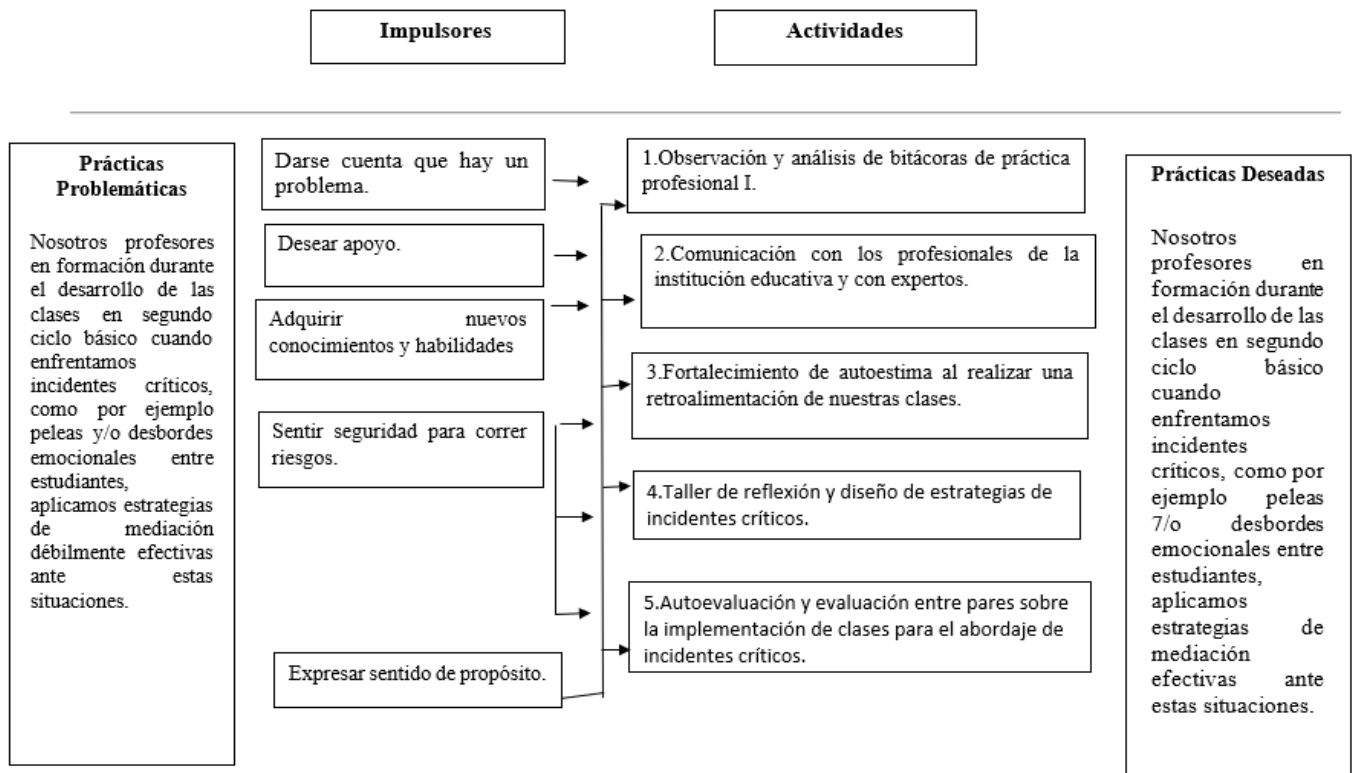 Impulsores
Actividades
Prácticas
Problemáticas
Nosotros profesores
en formación durante
el desarrollo de las
clases en segundo
ciclo básico cuando
enfrentamos
incidentes críticos,
como por ejemplo
peleas y/o desbordes
emocionales entre
estudiantes,
aplicamos estrategias
de mediación
débilmente efectivas
ante estas
situaciones.
Darse cuenta que hay un
problema.
Desear apoyo.
Adquirir nuevos
conocimientos y habilidades
Sentir seguridad para correr
riesgos.
Expresar sentido de propósito.
1.Observación y análisis de bitácoras de práctica
profesional I.
2.Comunicación con los profesionales de la
institución educativa y con expertos.
3.Fortalecimiento de autoestima al realizar una
retroalimentación de nuestras clases.
4.Taller de reflexión y diseño de estrategias de
incidentes críticos.
5.Autoevaluación y evaluación entre pares sobre
la implementación de clases para el abordaje de
incidentes críticos.
Prácticas Deseadas
Nosotros
profesores en
formación durante
el desarrollo de las
clases en segundo
ciclo básico
cuando
enfrentamos
incidentes
críticos, como por
ejemplo peleas
7/o desbordes
emocionales entre
estudiantes,
aplicamos
estrategias de
mediación
efectivas ante
estas situaciones.